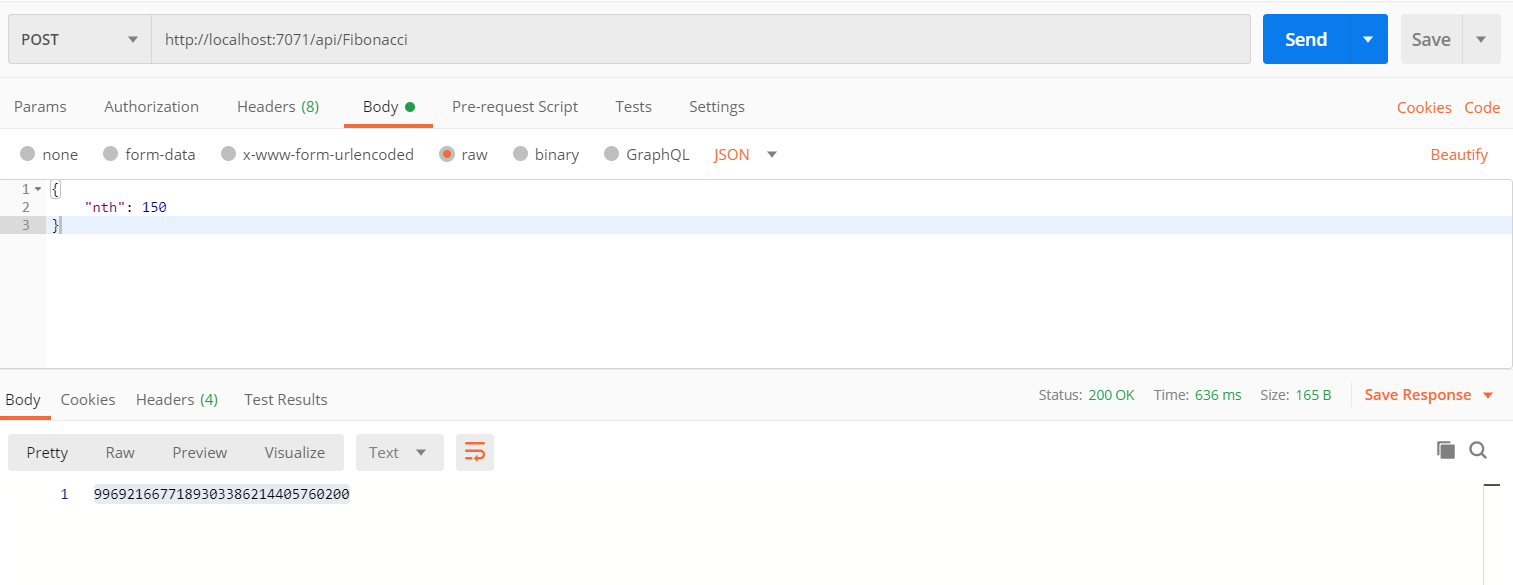 POST http://localhost:7071/api/Fibonacci Send Save
Params Authorization Headers (8) Body Pre-request Script Tests Settings Cookies Code
none form-data x-www-form-urlencoded raw binary GraphQL JSON Beautify
1 {
2 "nth": 150
3 }
Body Cookies Headers (4) Test Results Status: 200 OK Time: 636 ms Size: 165 B Save Response
Pretty Raw Preview Visualize Text
1 9969216677189303386214405760200